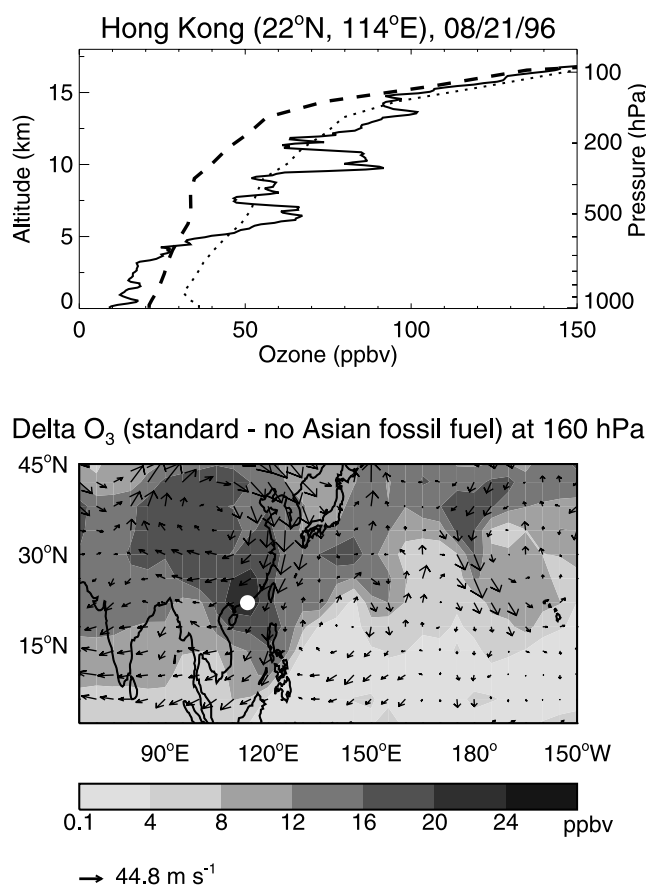 Hong Kong (22°N, 114°E), 08/21/96
Altitude (km)
15
10
5
0
Pressure (hPa)
100
200
500
1000
0
50
100
150
Ozone (ppbv)
Delta O₃ (standard - no Asian fossil fuel) at 160 hPa
45°N
30°N
15°N
90°E
120°E
150°E
180°
150°W
0.1
4
8
12
16
20
24
ppbv
44.8 m s⁻¹